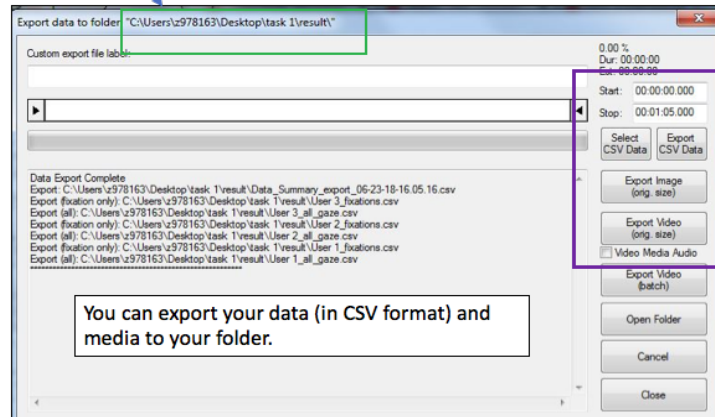 Export data to folder: "C:\Users\z978163\Desktop\task 1\result\"
Custom export file label:
0.00 %
Dur: 00:00:00
Est: 00:00:00
Start: 00:00:00.000
Stop: 00:01:05.000
Select CSV Data
Export CSV Data
Export Image
(orig. size)
Export Video
(orig. size)
Video Media Audio
Export Video
(batch)
Open Folder
Cancel
Close
Data Export Complete
Export: C:\Users\z978163\Desktop\task 1\result\Data_Summary_export_06-23-18-16.05.16.csv
Export (fixation only): C:\Users\z978163\Desktop\task 1\result\User 3_fixations.csv
Export (all): C:\Users\z978163\Desktop\task 1\result\User 3_all_gaze.csv
Export (fixation only): C:\Users\z978163\Desktop\task 1\result\User 2_fixations.csv
Export (all): C:\Users\z978163\Desktop\task 1\result\User 2_all_gaze.csv
Export (fixation only): C:\Users\z978163\Desktop\task 1\result\User 1_fixations.csv
Export (all): C:\Users\z978163\Desktop\task 1\result\User 1_all_gaze.csv
You can export your data (in CSV format) and
media to your folder.